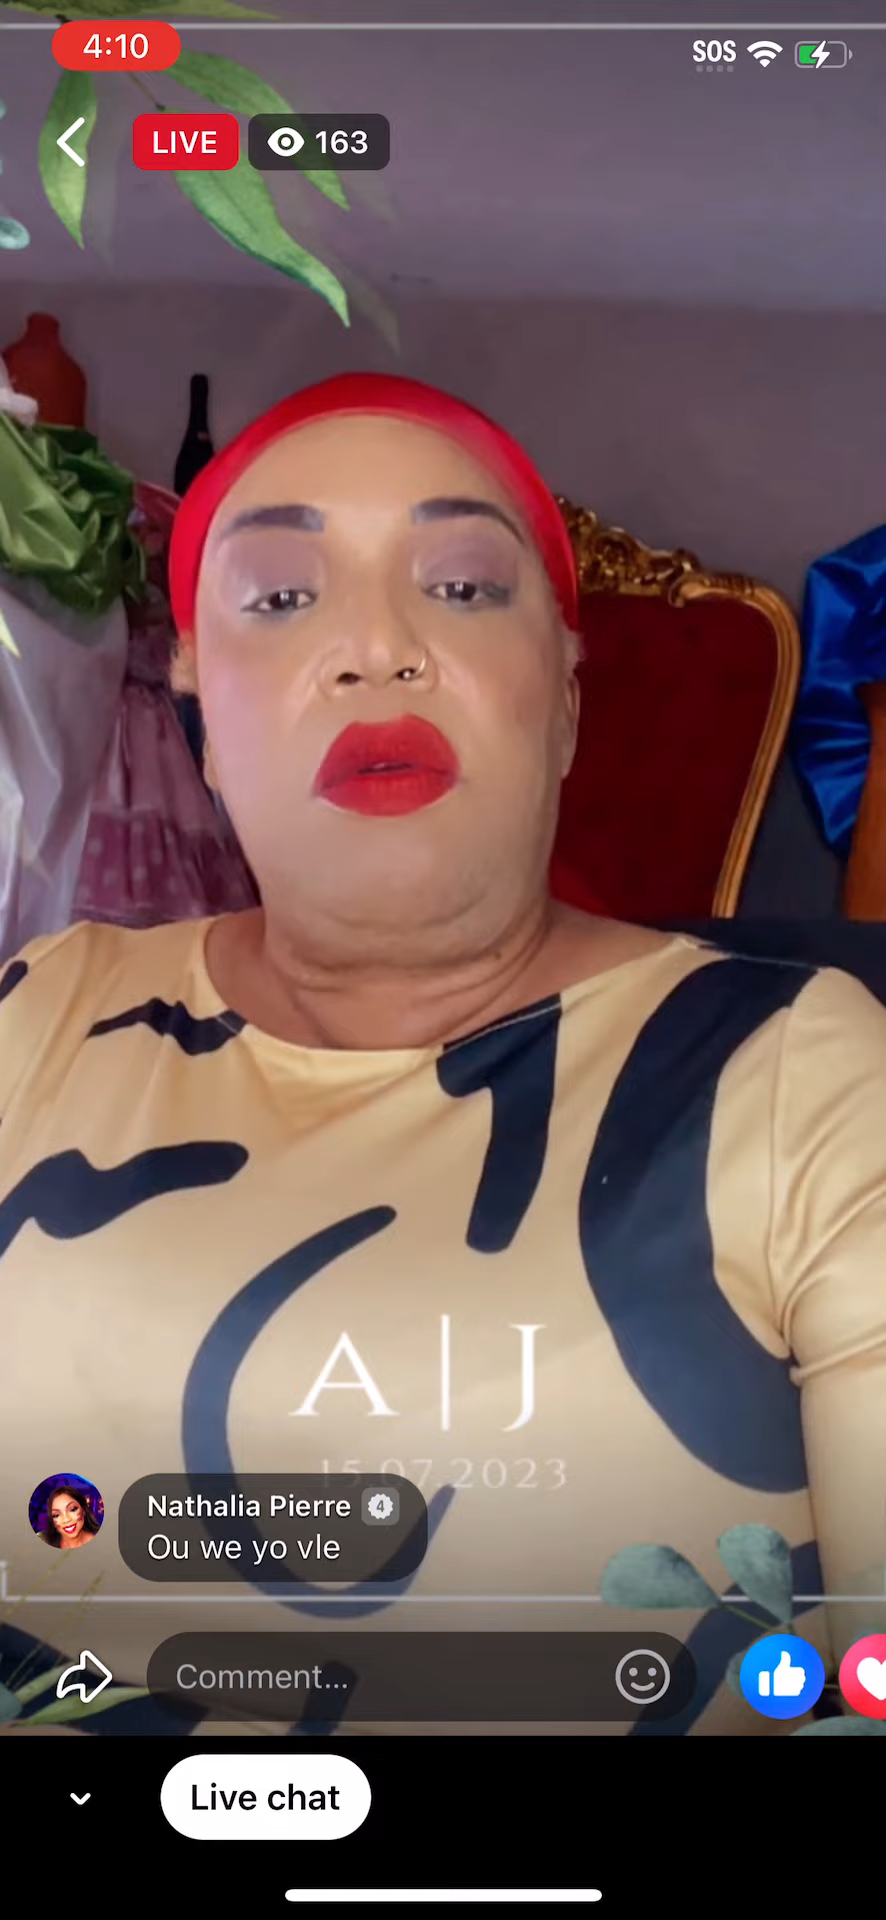 4:10
SOS
LIVE
163
A | J
15.07.2023
Nathalia Pierre 4
Ou we yo vle
Comment...
Live chat